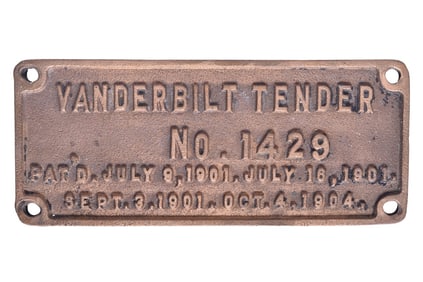 VANDERBILT TENDER
No. 1429
PAT'D. JULY 9, 1901. JULY 16, 1901.
SEPT. 3, 1901. OCT. 4, 1904.